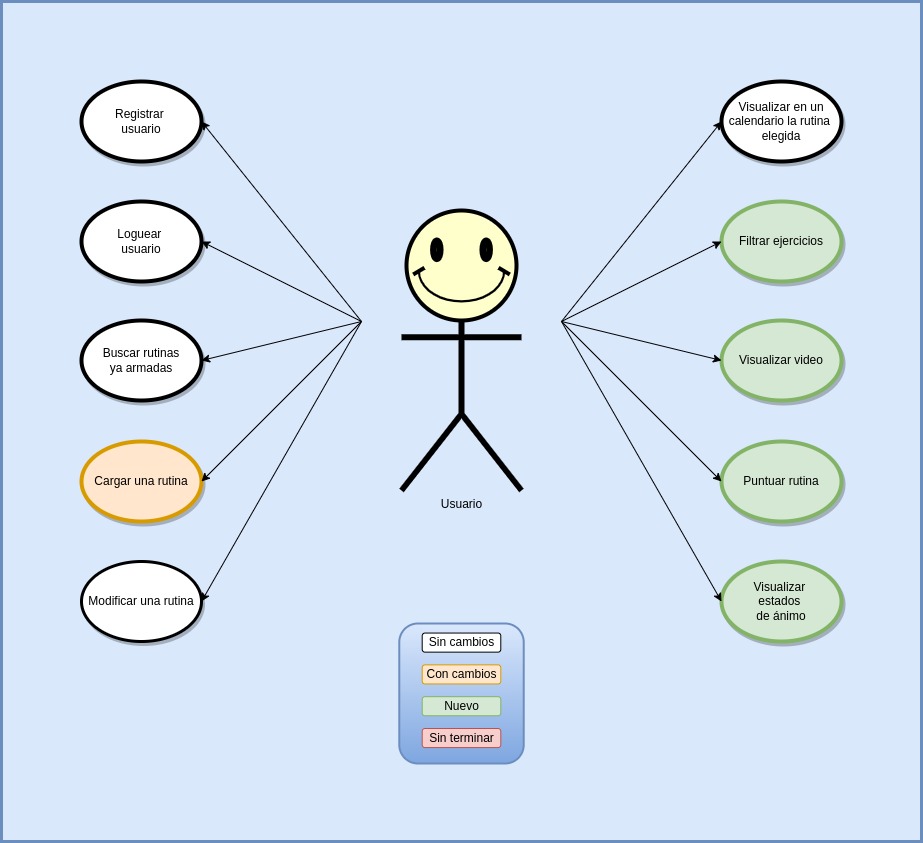 Registrar
usuario
Loguear
usuario
Buscar rutinas
ya armadas
Cargar una rutina
Modificar una rutina
Usuario
Sin cambios
Con cambios
Nuevo
Sin terminar
Visualizar en un
calendario la rutina
elegida
Filtrar ejercicios
Visualizar video
Puntuar rutina
Visualizar
estados
de ánimo